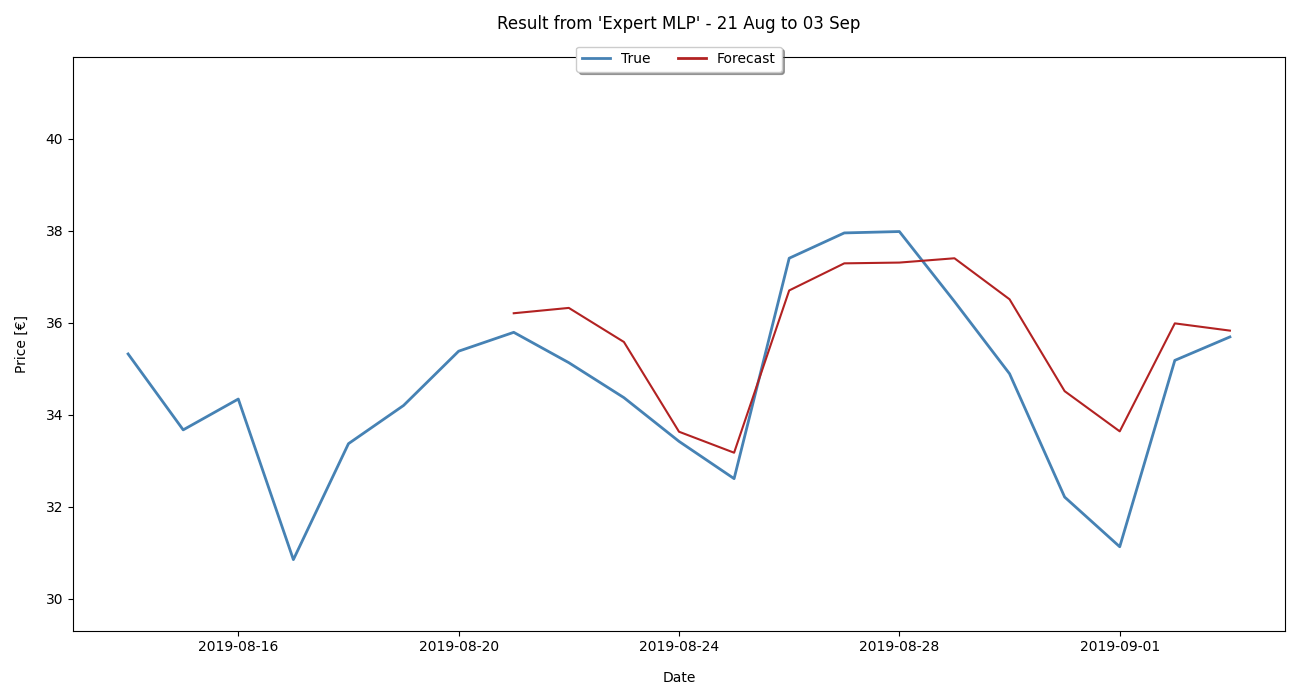 Result from 'Expert MLP' - 21 Aug to 03 Sep
True Forecast
40
38
36
34
32
30
Price [€]
2019-08-16 2019-08-20 2019-08-24 2019-08-28 2019-09-01
Date